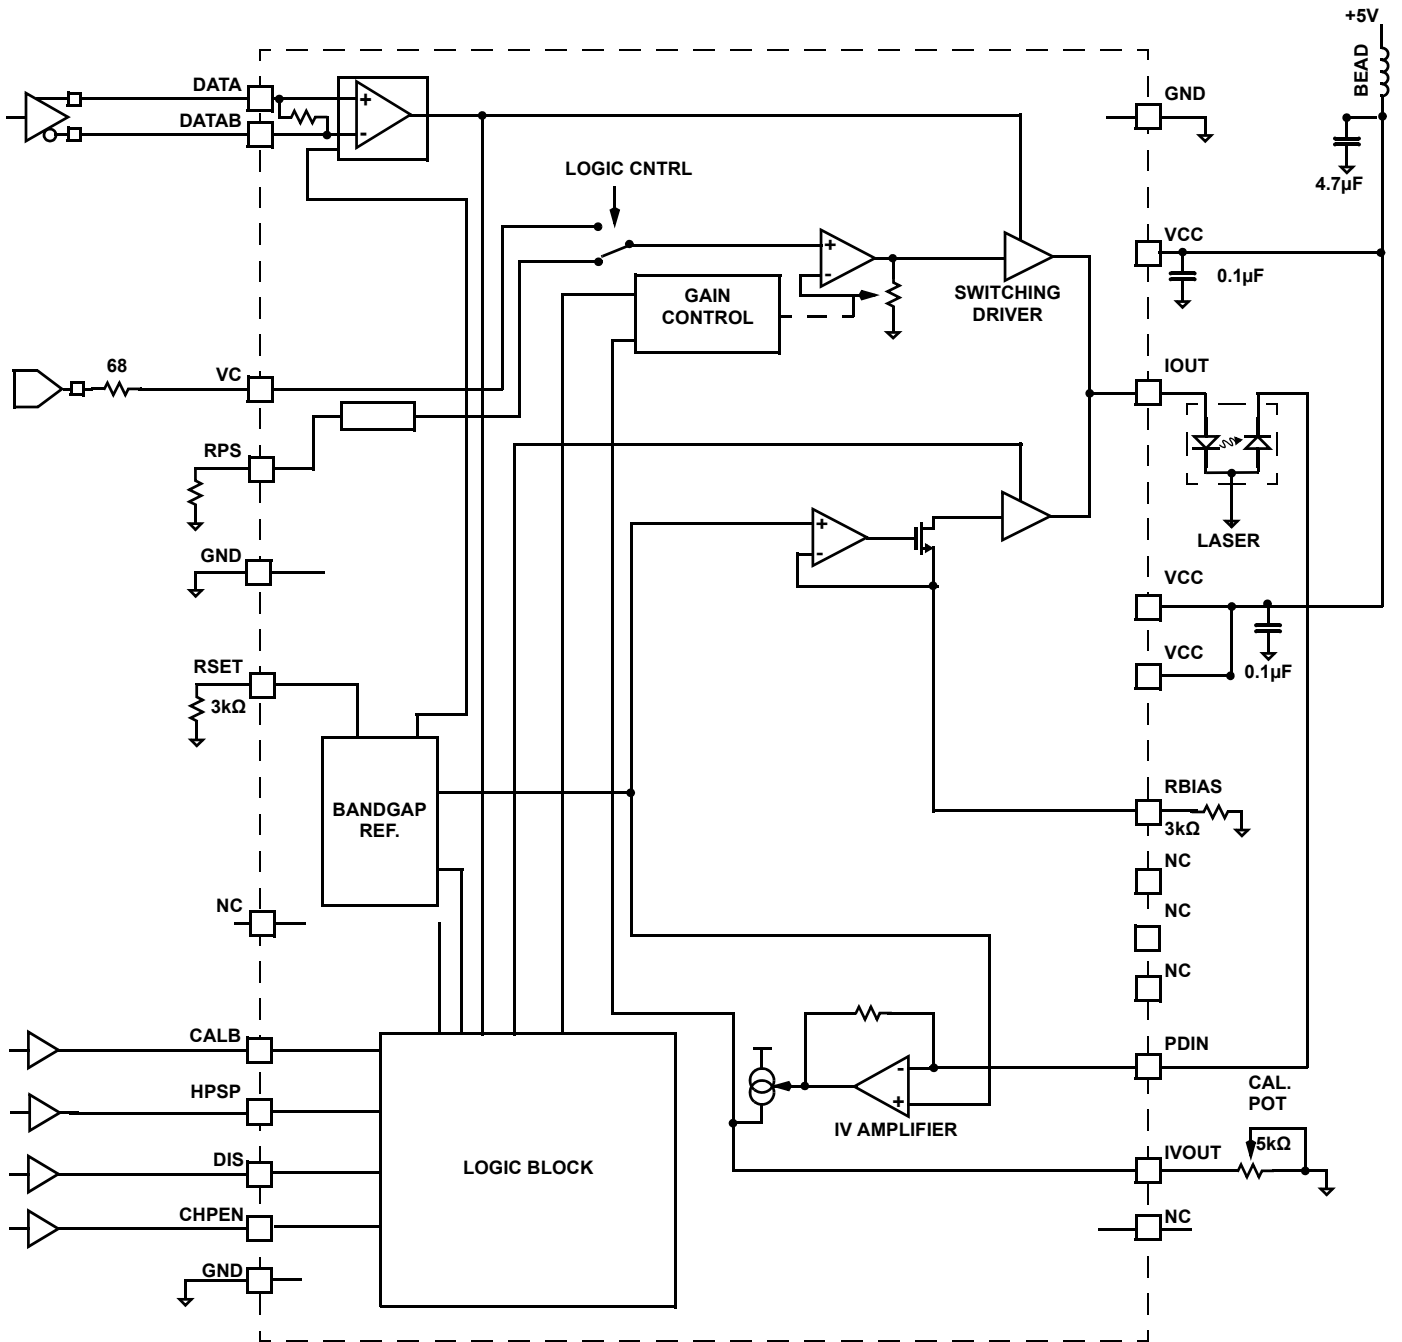 +5V
BEAD
DATA
GND
DATAB
+
-
LOGIC CNTRL
4.7µF
VCC
+
-
0.1µF
GAIN
CONTROL
SWITCHING
DRIVER
68
VC
IOUT
RPS
+
-
LASER
GND
VCC
RSET
VCC
3kΩ
0.1µF
BANDGAP
REF.
RBIAS
3kΩ
NC
NC
NC
NC
CALB
PDIN
-
+
CAL.
POT
HPSP
IV AMPLIFIER
5kΩ
DIS
LOGIC BLOCK
IVOUT
CHPEN
NC
GND